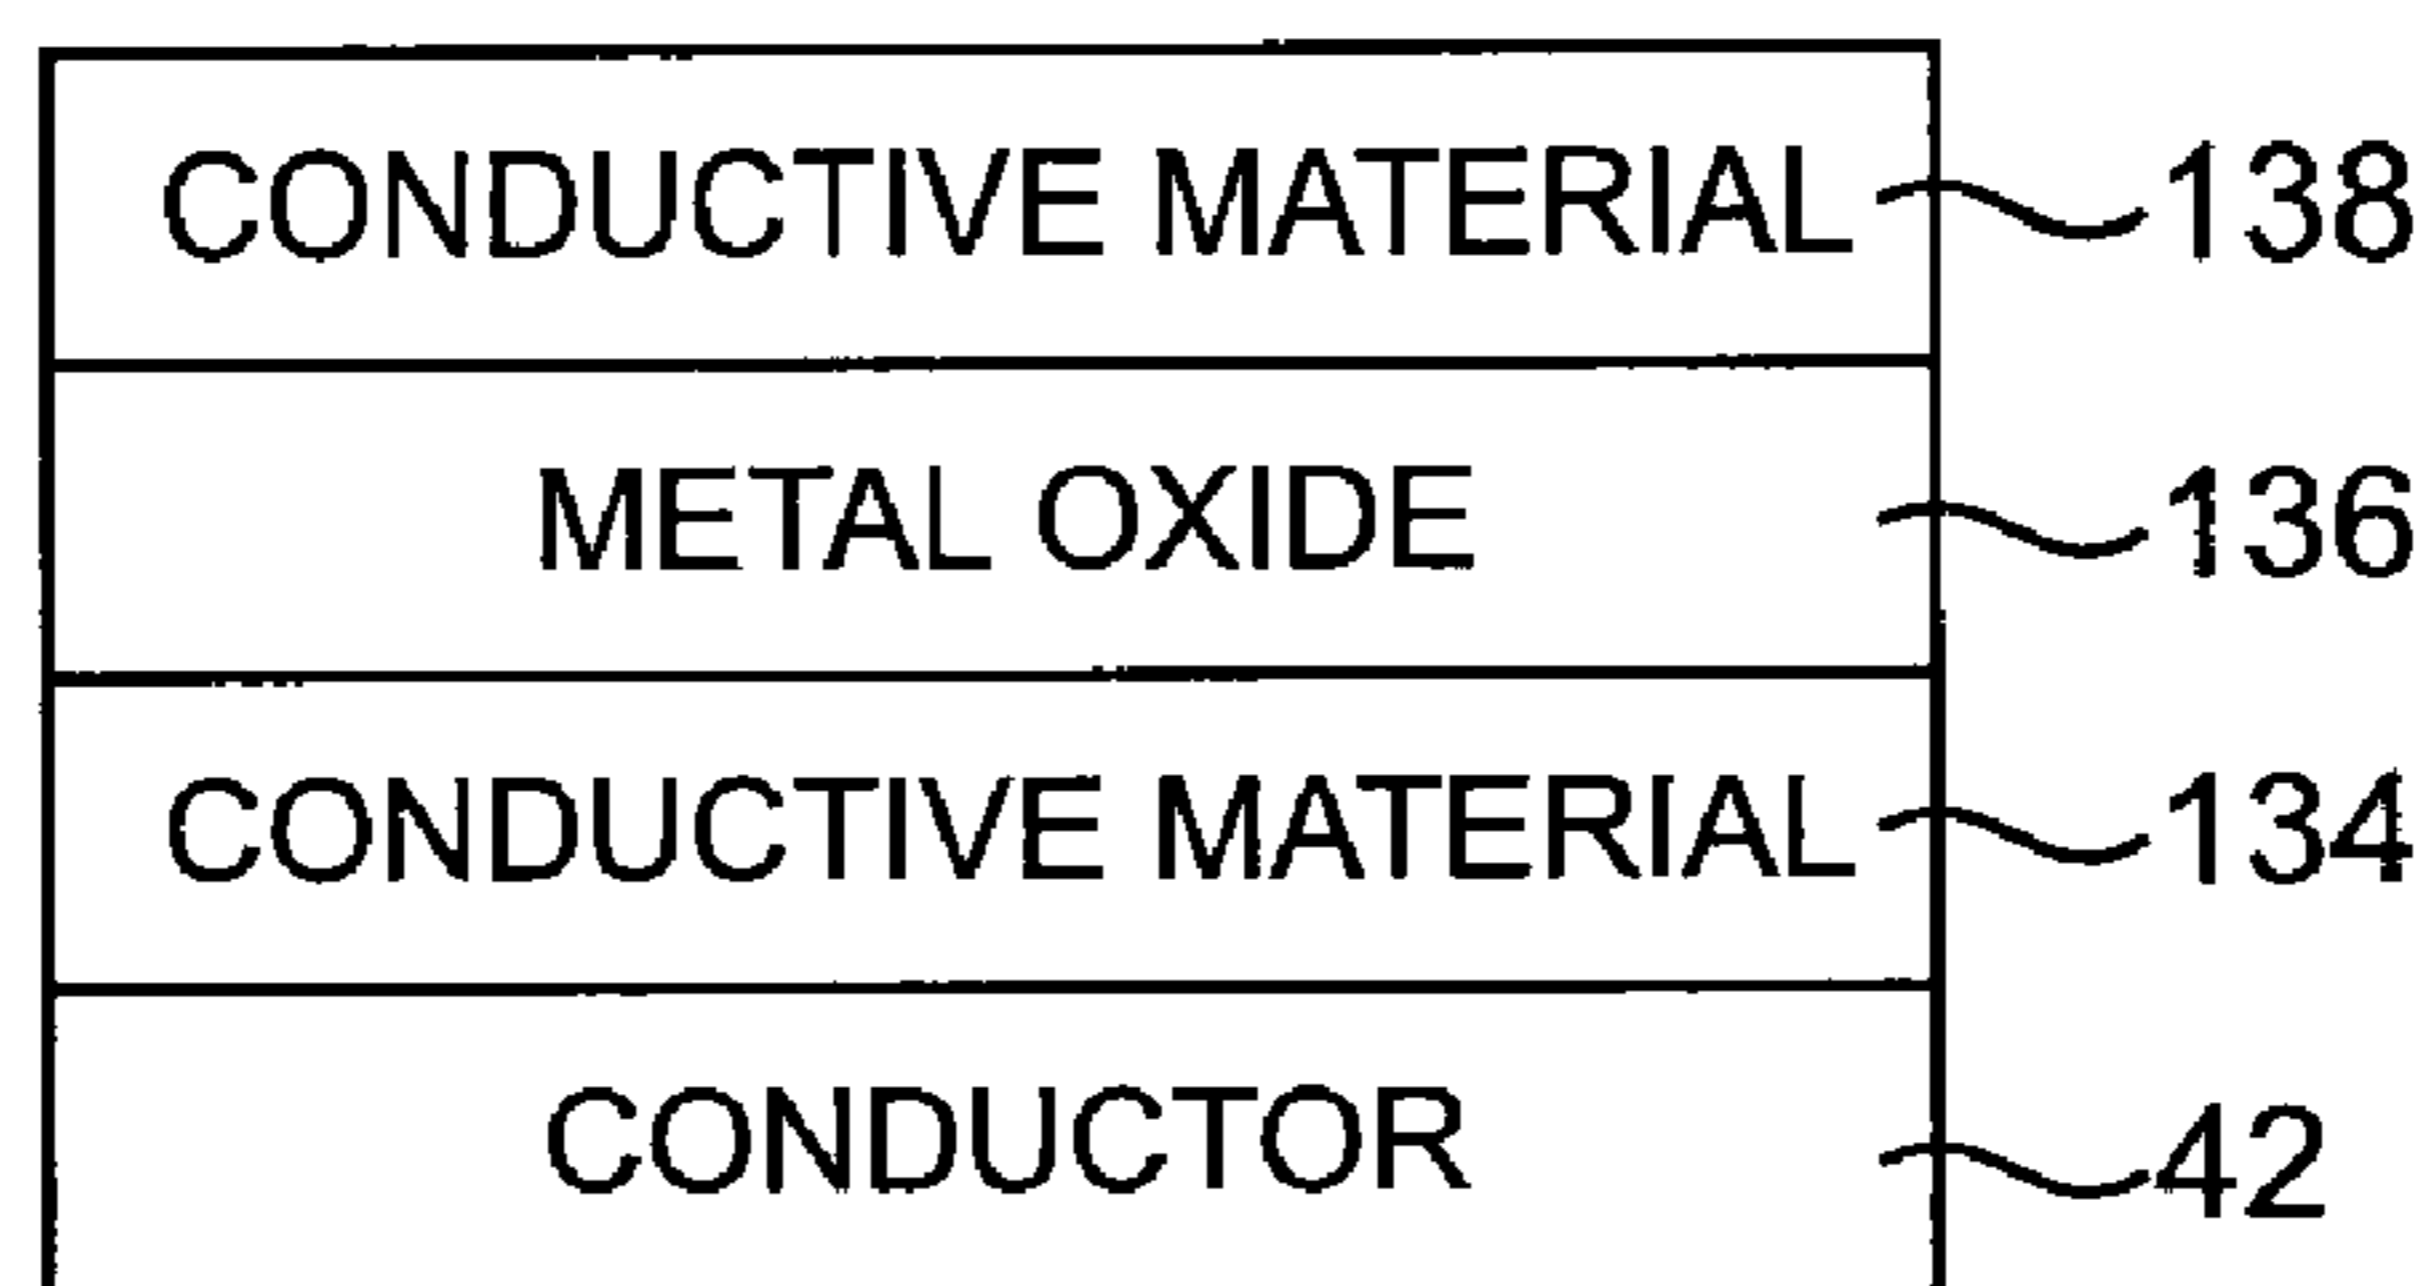 CONDUCTIVE MATERIAL 138
METAL OXIDE 136
CONDUCTIVE MATERIAL 134
CONDUCTOR 42